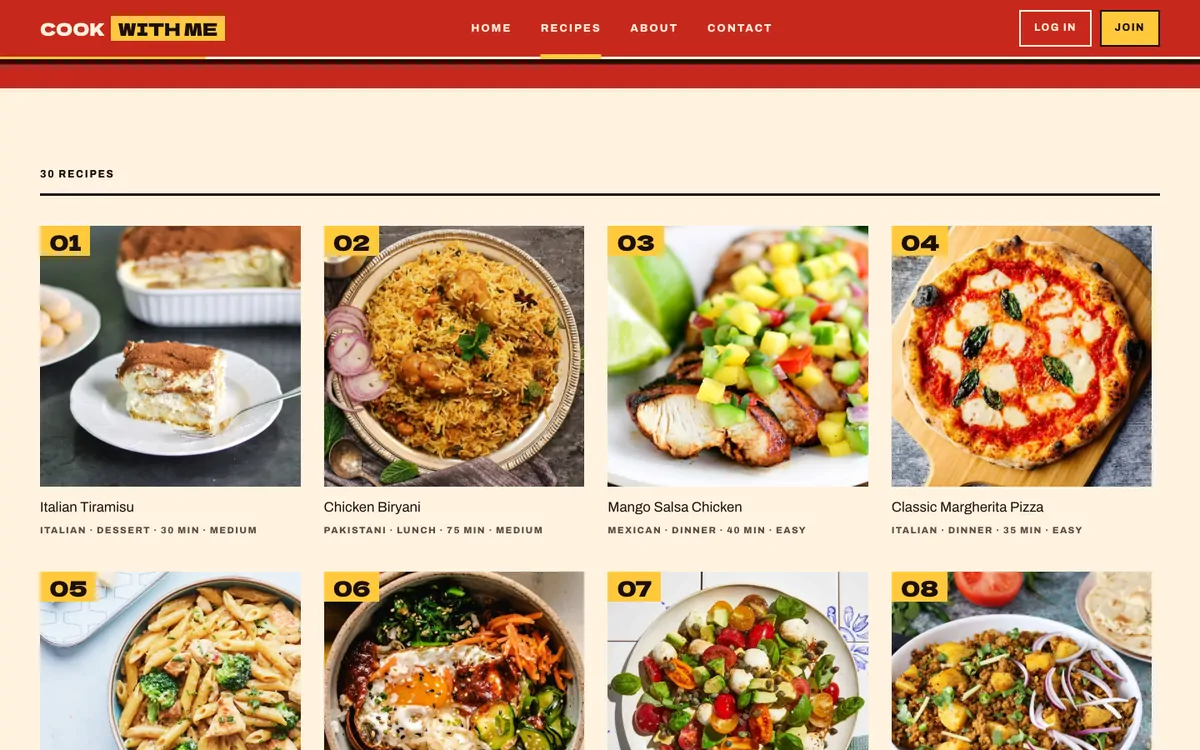 COOK WITH ME
HOME RECIPES ABOUT CONTACT
LOG IN JOIN
30 RECIPES
01 02 03 04
Italian Tiramisu
ITALIAN · DESSERT · 30 MIN · MEDIUM
Chicken Biryani
PAKISTANI · LUNCH · 75 MIN · MEDIUM
Mango Salsa Chicken
MEXICAN · DINNER · 40 MIN · EASY
Classic Margherita Pizza
ITALIAN · DINNER · 35 MIN · EASY
05 06 07 08